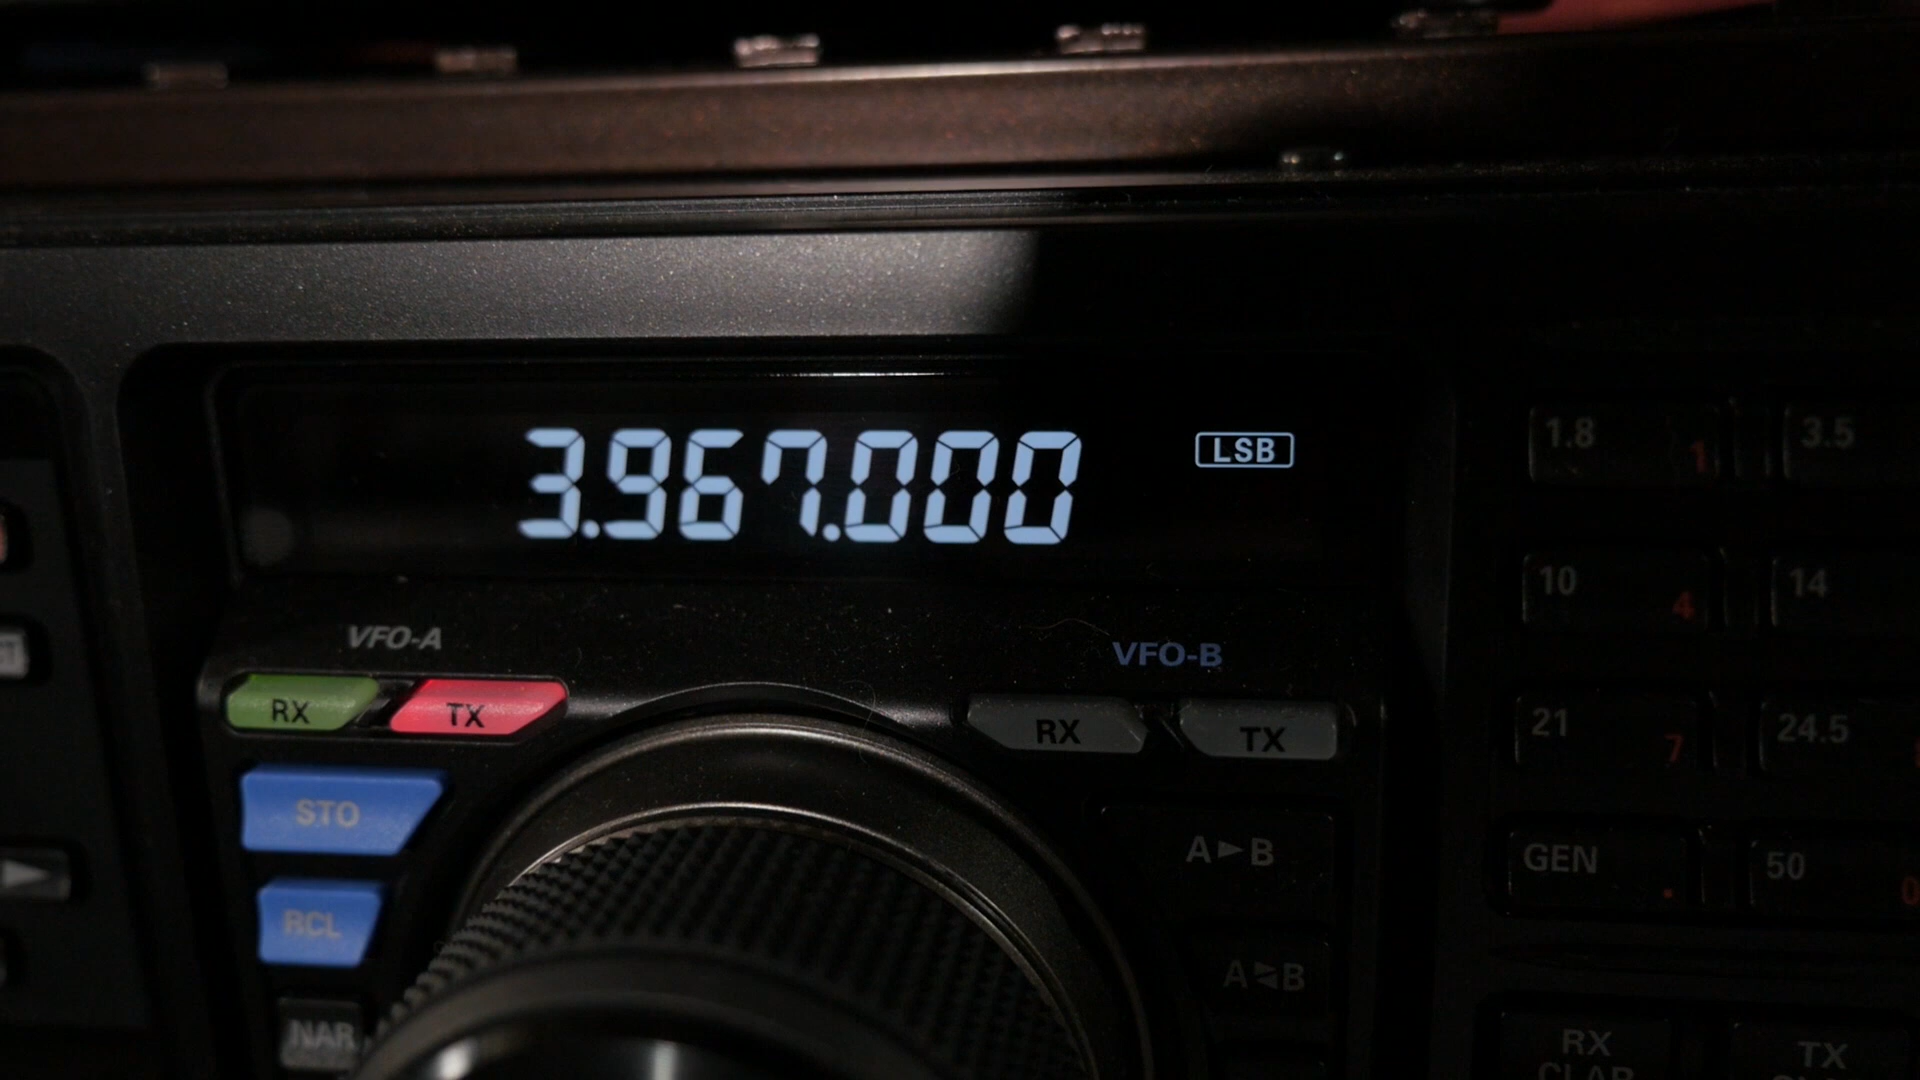 3.967.000 LSB
1.8 1 3.5
10 4 14
VFO-A VFO-B
RX TX RX TX
21 7 24.5
STO
A►B
GEN . 50 0
RCL
A B
NAR
RX TX